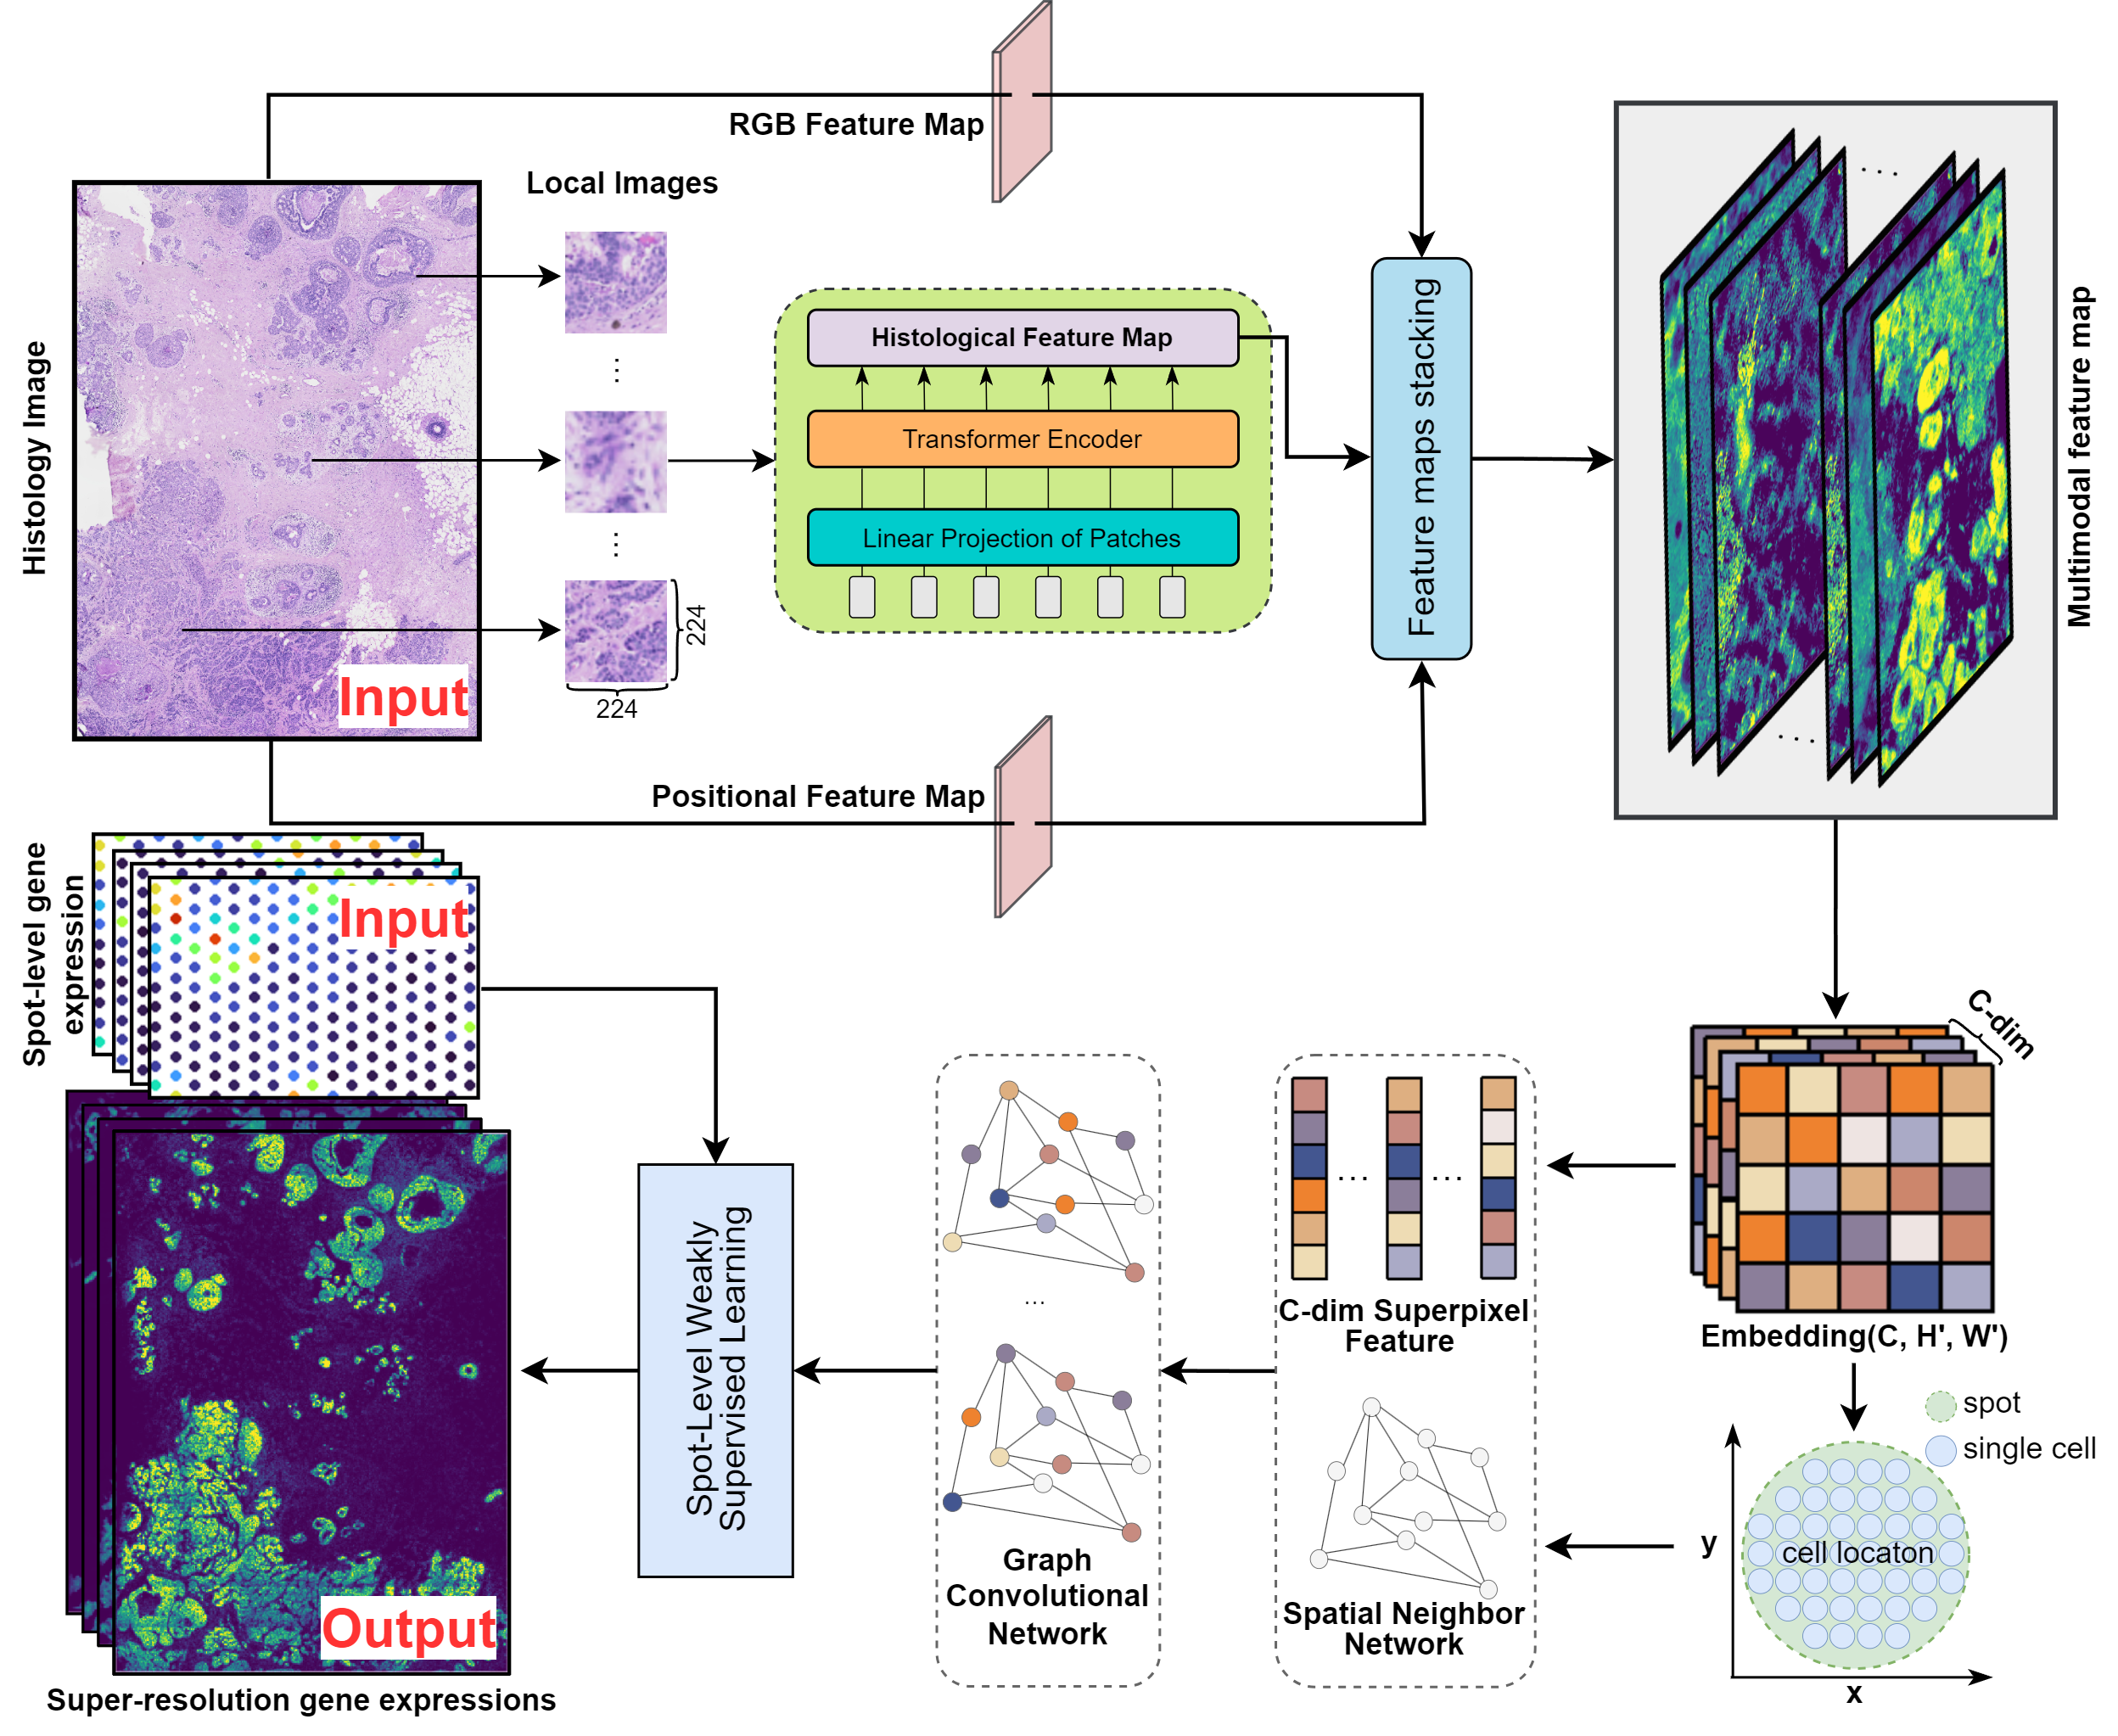 RGB Feature Map
Local Images
Histology Image
Input
224
224
Histological Feature Map
Transformer Encoder
Linear Projection of Patches
Feature maps stacking
Multimodal feature map
Positional Feature Map
Spot-level gene
expression
Input
C-dim
Embedding(C, H', W')
spot
single cell
cell locaton
y
x
C-dim Superpixel
Feature
Spatial Neighbor
Network
Graph
Convolutional
Network
Spot-Level Weakly
Supervised Learning
Output
Super-resolution gene expressions